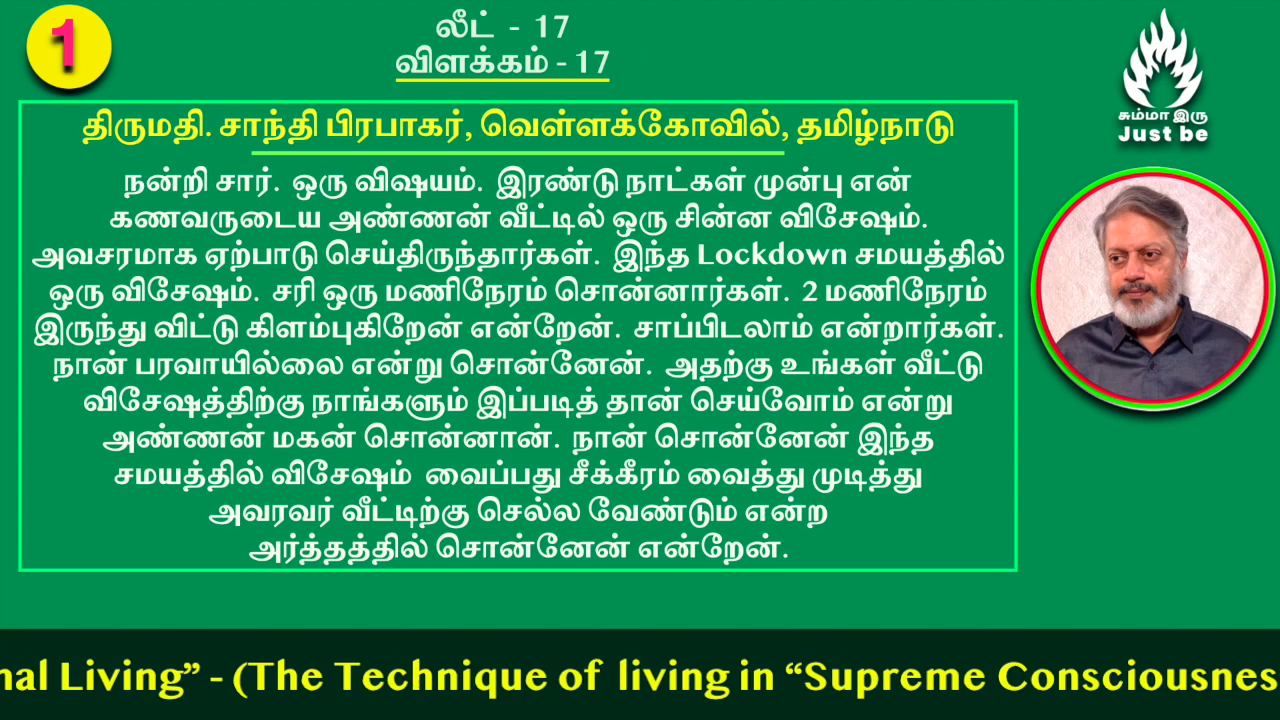 1
லீட் - 17
விளக்கம் - 17
சும்மா இரு
Just be
திருமதி. சாந்தி பிரபாகர், வெள்ளக்கோவில், தமிழ்நாடு
நன்றி சார். ஒரு விஷயம். இரண்டு நாட்கள் முன்பு என்
கணவருடைய அண்ணன் வீட்டில் ஒரு சின்ன விசேஷம்.
அவசரமாக ஏற்பாடு செய்திருந்தார்கள். இந்த Lockdown சமயத்தில்
ஒரு விசேஷம். சரி ஒரு மணிநேரம் சொன்னார்கள். 2 மணிநேரம்
இருந்து விட்டு கிளம்புகிறேன் என்றேன். சாப்பிடலாம் என்றார்கள்.
நான் பரவாயில்லை என்று சொன்னேன். அதற்கு உங்கள் வீட்டு
விசேஷத்திற்கு நாங்களும் இப்படித் தான் செய்வோம் என்று
அண்ணன் மகன் சொன்னான். நான் சொன்னேன் இந்த
சமயத்தில் விசேஷம் வைப்பது சீக்கீரம் வைத்து முடித்து
அவரவர் வீட்டிற்கு செல்ல வேண்டும் என்ற
அர்த்தத்தில் சொன்னேன் என்றேன்.
nal Living” - (The Technique of living in “Supreme Consciousnes